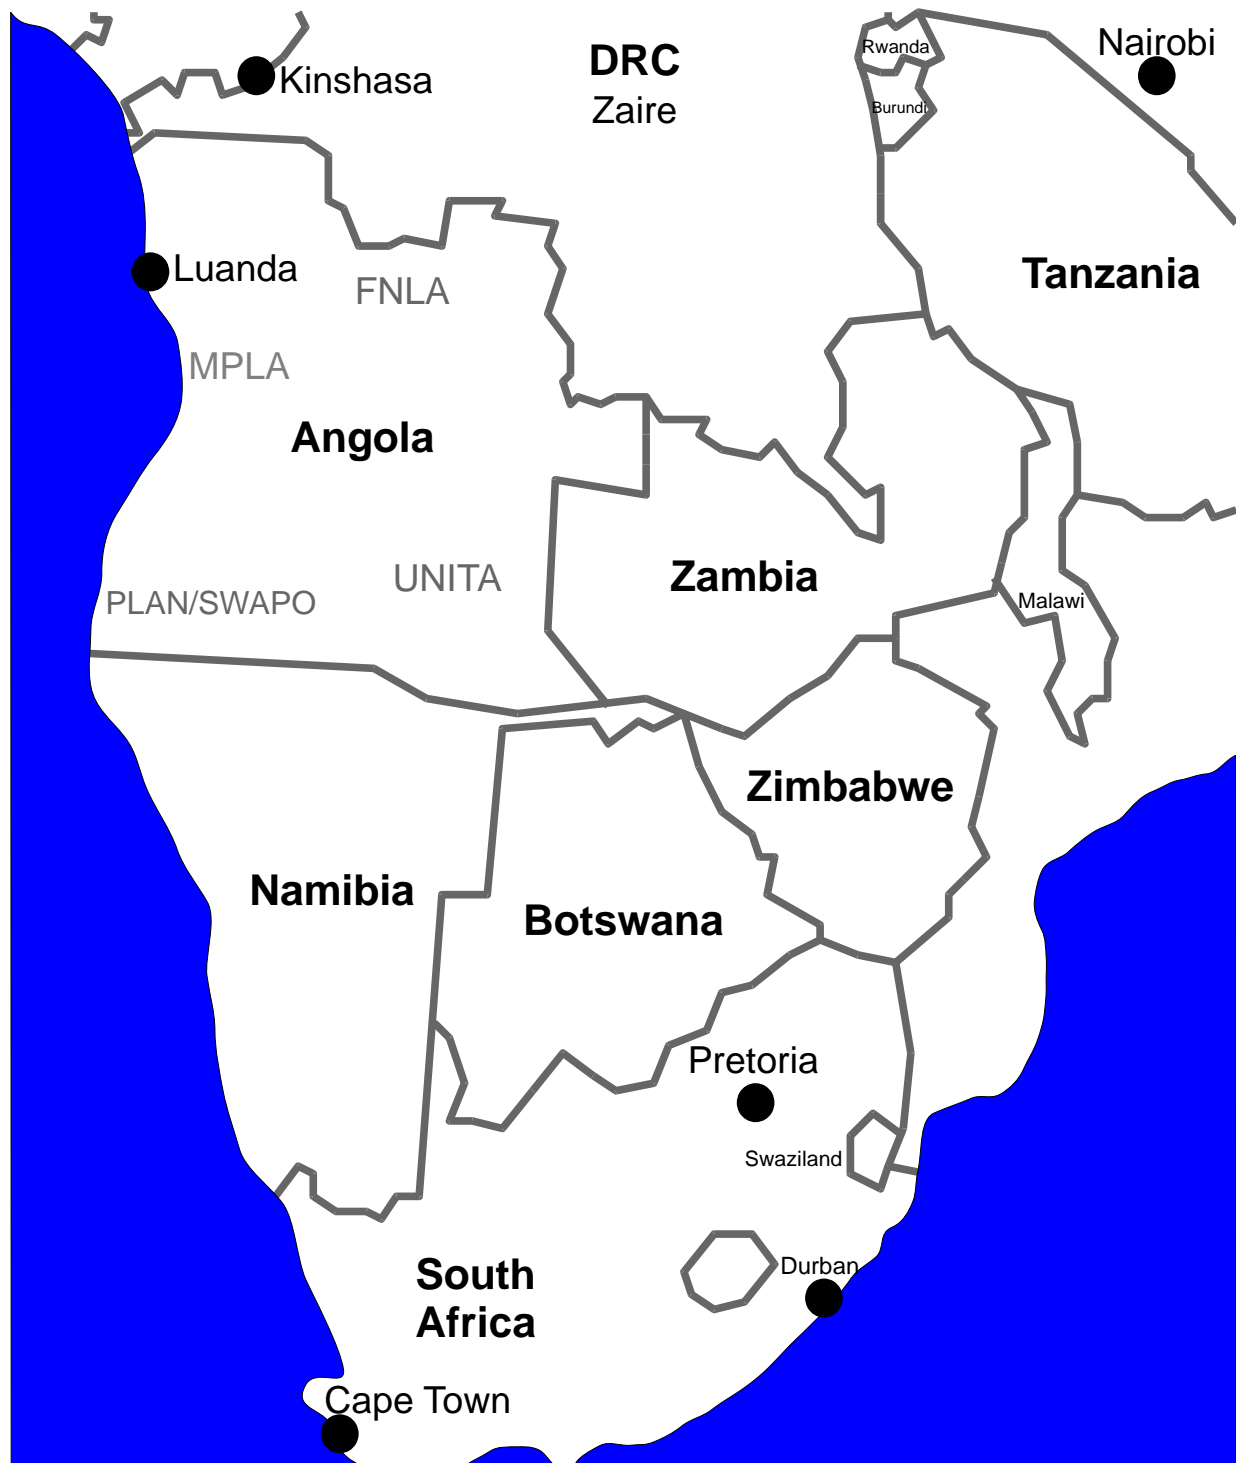 Rwanda
Nairobi
DRC
Kinshasa
Zaire
Burundi
Luanda
Tanzania
FNLA
MPLA
Angola
UNITA
Zambia
PLAN/SWAPO
Malawi
Zimbabwe
Namibia
Botswana
Pretoria
Swaziland
Durban
South
Africa
Cape Town